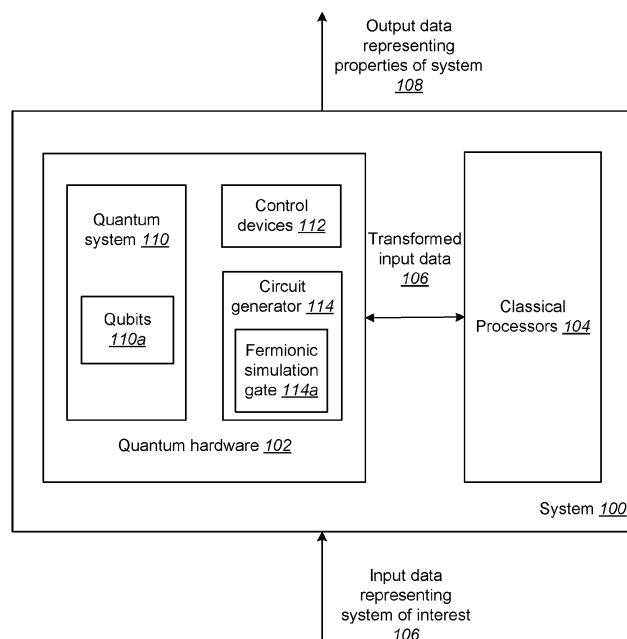 Output data
representing
properties of system
108
Quantum
system 110
Qubits
110a
Control
devices 112
Circuit
generator 114
Fermionic
simulation
gate 114a
Quantum hardware 102
Transformed
input data
106
Classical
Processors 104
System 100
Input data
representing
system of interest
106